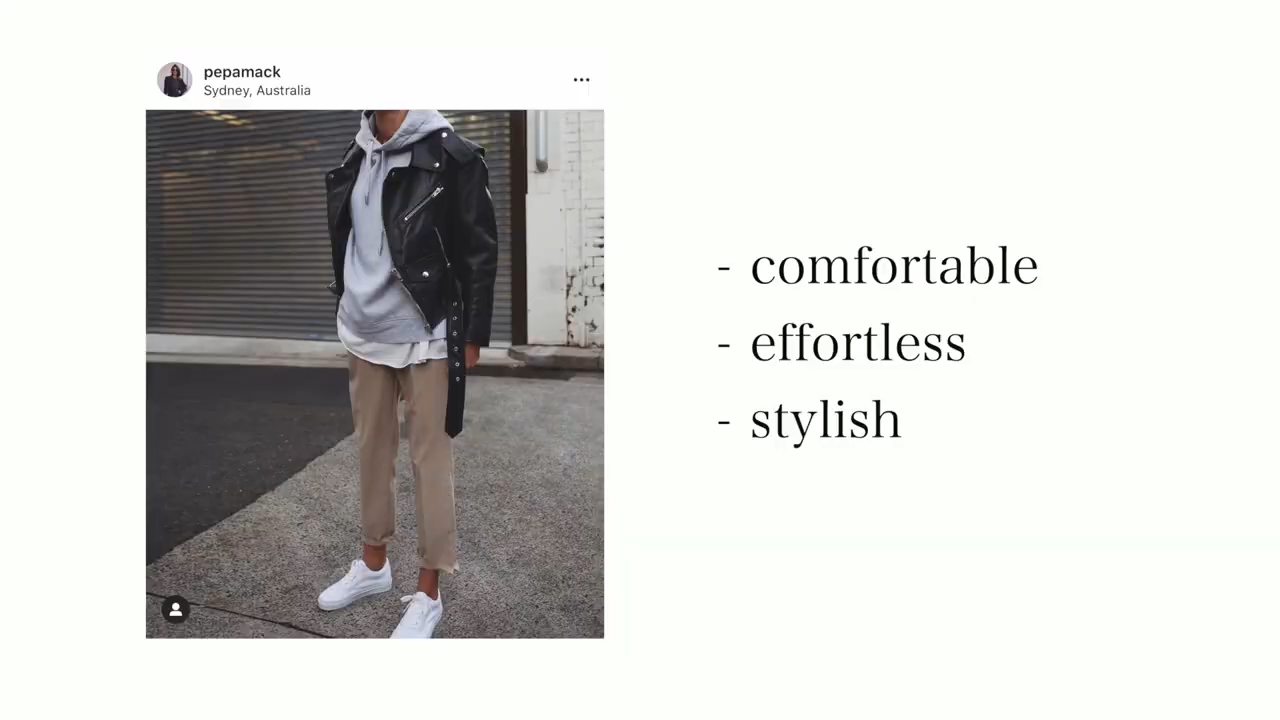 pepamack
Sydney, Australia
- comfortable
- effortless
- stylish